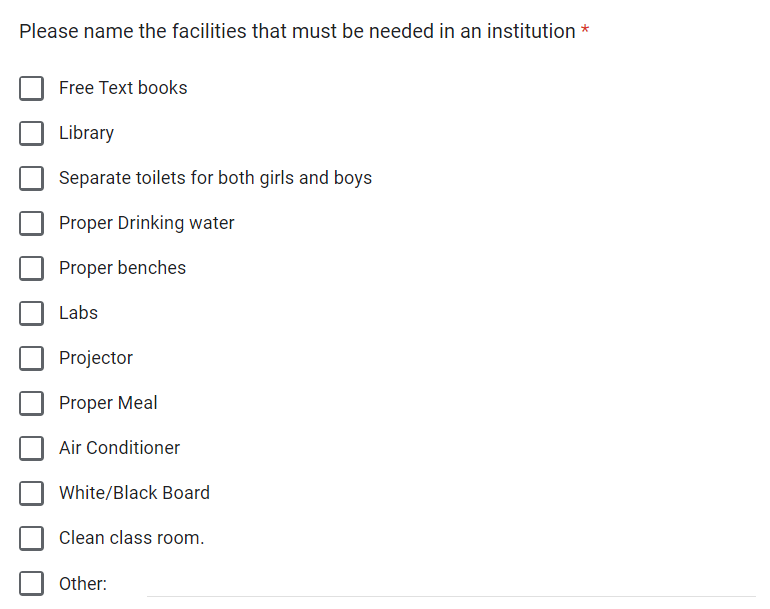 Please name the facilities that must be needed in an institution *
Free Text books
Library
Separate toilets for both girls and boys
Proper Drinking water
Proper benches
Labs
Projector
Proper Meal
Air Conditioner
White/Black Board
Clean class room.
Other: